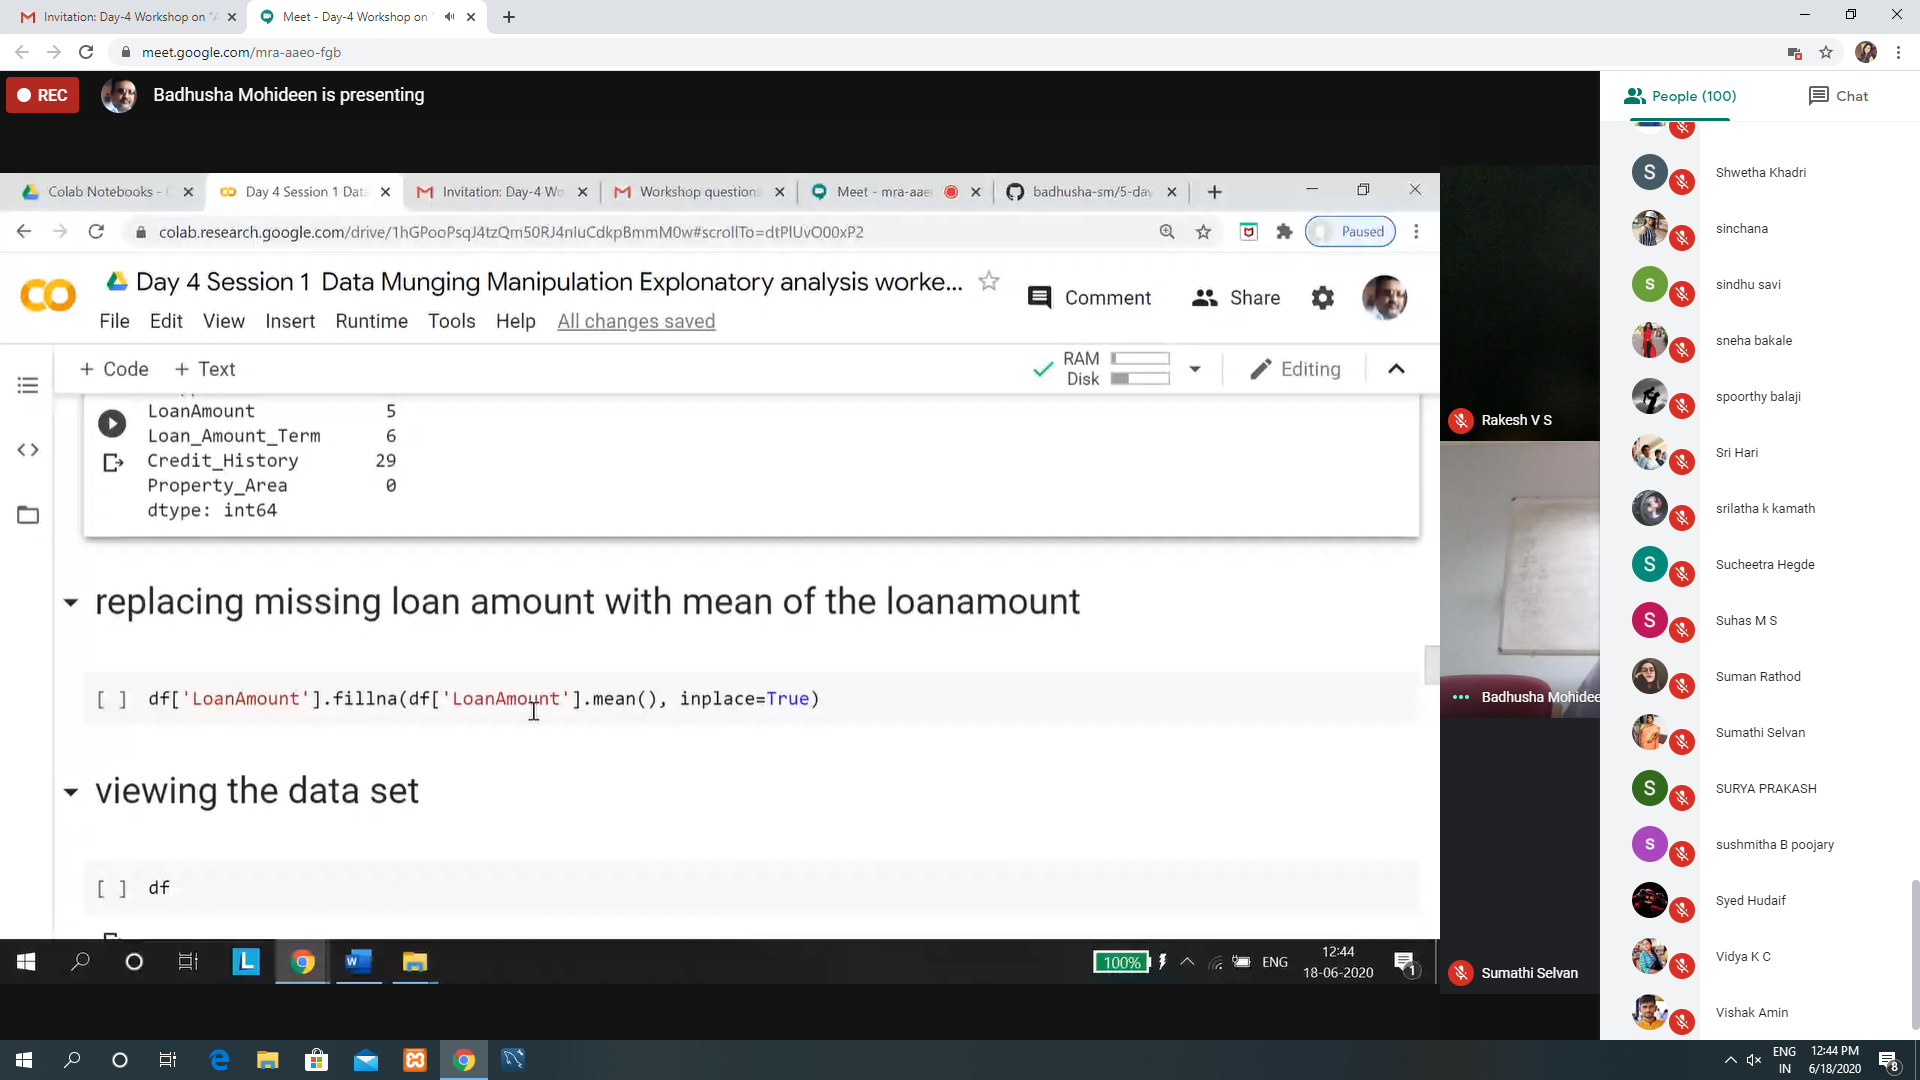 Invitation: Day-4 Workshop on "A
Meet - Day-4 Workshop on "
meet.google.com/mra-aaeo-fgb
REC
Badhusha Mohideen is presenting
People (100)
Chat
Colab Notebooks - G
Day 4 Session 1 Data
Invitation: Day-4 Wo
Workshop questions
Meet - mra-aae
badhusha-sm/5-day
colab.research.google.com/drive/1hGPooPsqJ4tzQm50RJ4nIuCdkpBmmM0w#scrollTo=dtPlUvO00xP2
Paused
CO
Day 4 Session 1 Data Munging Manipulation Explonatory analysis worke...
Comment
Share
File
Edit
View
Insert
Runtime
Tools
Help
All changes saved
+ Code
+ Text
RAM
Disk
Editing
LoanAmount 5
Loan_Amount_Term 6
Credit_History 29
Property_Area 0
dtype: int64
replacing missing loan amount with mean of the loanamount
[ ] df['LoanAmount'].fillna(df['LoanAmount'].mean(), inplace=True)
viewing the data set
[ ] df
L
100%
ENG
12:44
18-06-2020
1
Rakesh V S
Badhusha Mohidee
Sumathi Selvan
S
Shwetha Khadri
sinchana
s
sindhu savi
sneha bakale
spoorthy balaji
Sri Hari
srilatha k kamath
S
Sucheetra Hegde
S
Suhas M S
Suman Rathod
Sumathi Selvan
S
SURYA PRAKASH
s
sushmitha B poojary
Syed Hudaif
Vidya K C
Vishak Amin
ENG
IN
12:44 PM
6/18/2020
8